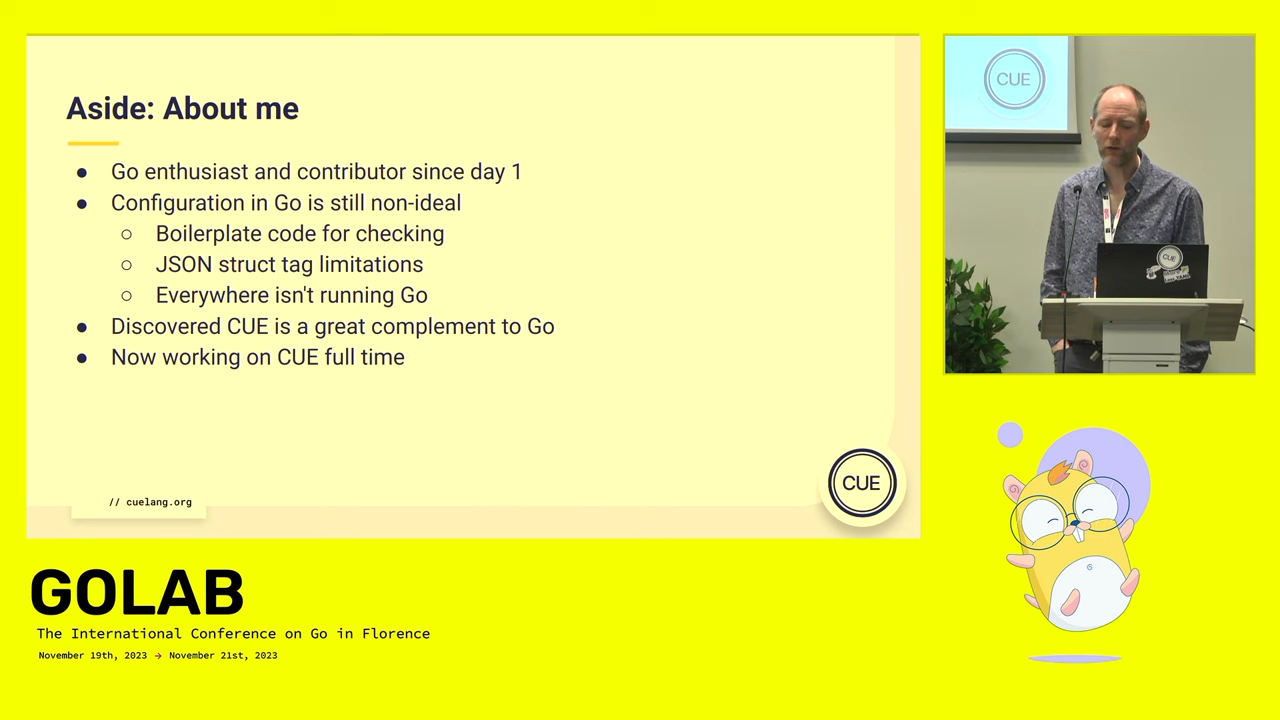 Aside: About me
● Go enthusiast and contributor since day 1
● Configuration in Go is still non-ideal
○ Boilerplate code for checking
○ JSON struct tag limitations
○ Everywhere isn't running Go
● Discovered CUE is a great complement to Go
● Now working on CUE full time
// cuelang.org
CUE
CUE
CUE
GOLAB
The International Conference on Go in Florence
November 19th, 2023 → November 21st, 2023